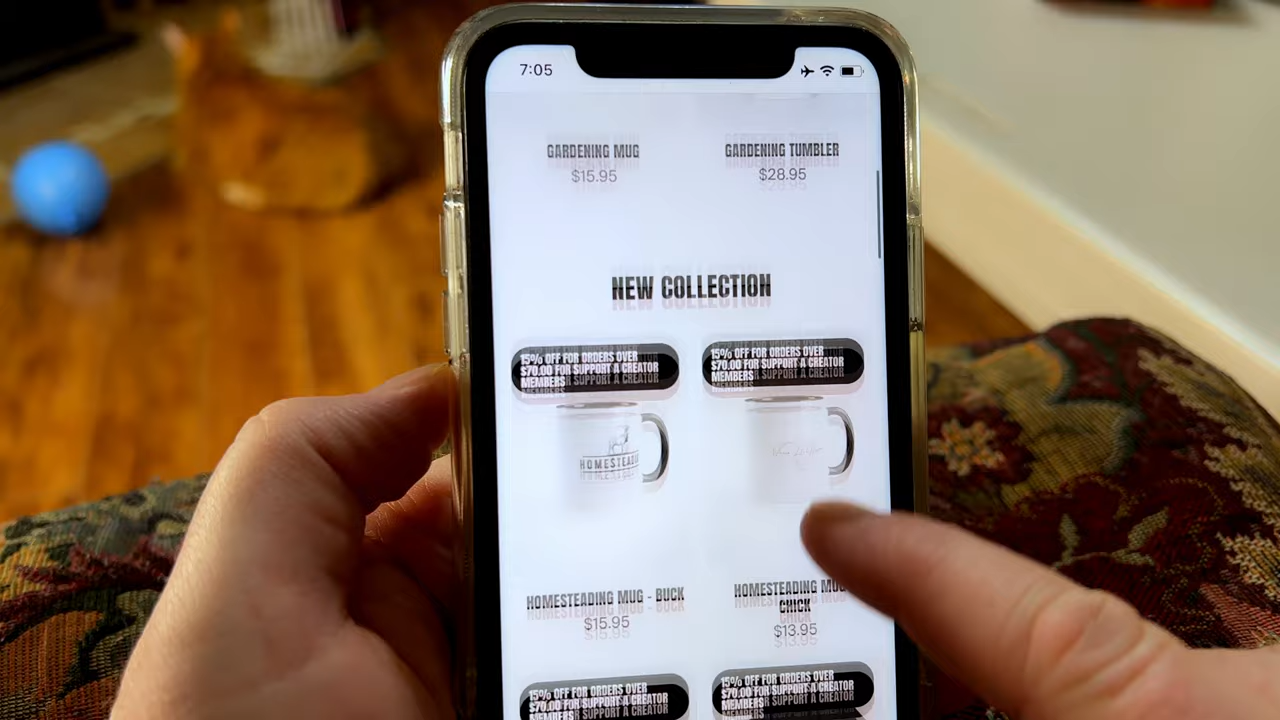 7:05
GARDENING MUG
$15.95
GARDENING TUMBLER
$28.95
NEW COLLECTION
15% OFF FOR ORDERS OVER
$70.00 FOR SUPPORT A CREATOR
MEMBERS
15% OFF FOR ORDERS OVER
$70.00 FOR SUPPORT A CREATOR
MEMBERS
HOMESTEADING MUG - BUCK
$15.95
HOMESTEADING MUG
CHICK
$13.95
15% OFF FOR ORDERS OVER
$70.00 FOR SUPPORT A CREATOR
MEMBERS
15% OFF FOR ORDERS OVER
$70.00 FOR SUPPORT A CREATOR
MEMBERS